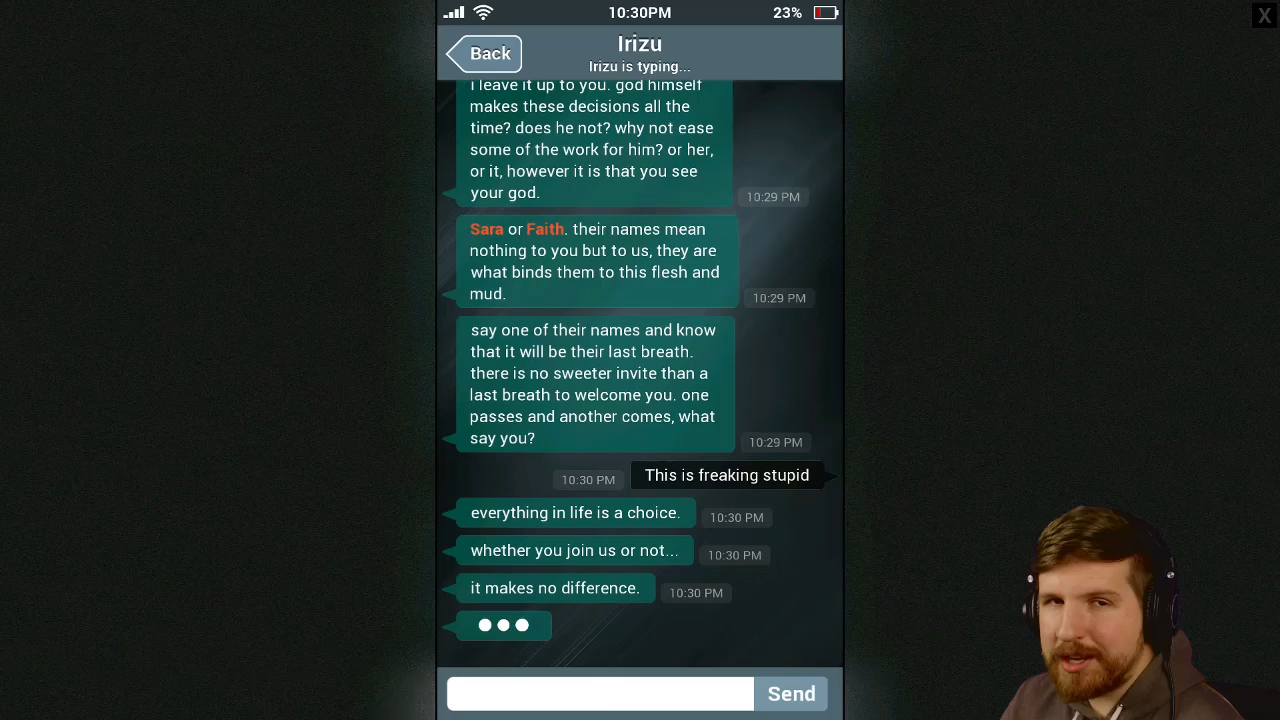 10:30PM
23%
X
Back
Irizu
Irizu is typing...
I leave it up to you. god himself
makes these decisions all the
time? does he not? why not ease
some of the work for him? or her,
or it, however it is that you see
your god.
10:29 PM
Sara or Faith. their names mean
nothing to you but to us, they are
what binds them to this flesh and
mud.
10:29 PM
say one of their names and know
that it will be their last breath.
there is no sweeter invite than a
last breath to welcome you. one
passes and another comes, what
say you?
10:29 PM
10:30 PM
This is freaking stupid
everything in life is a choice.
10:30 PM
whether you join us or not...
10:30 PM
it makes no difference.
10:30 PM
Send